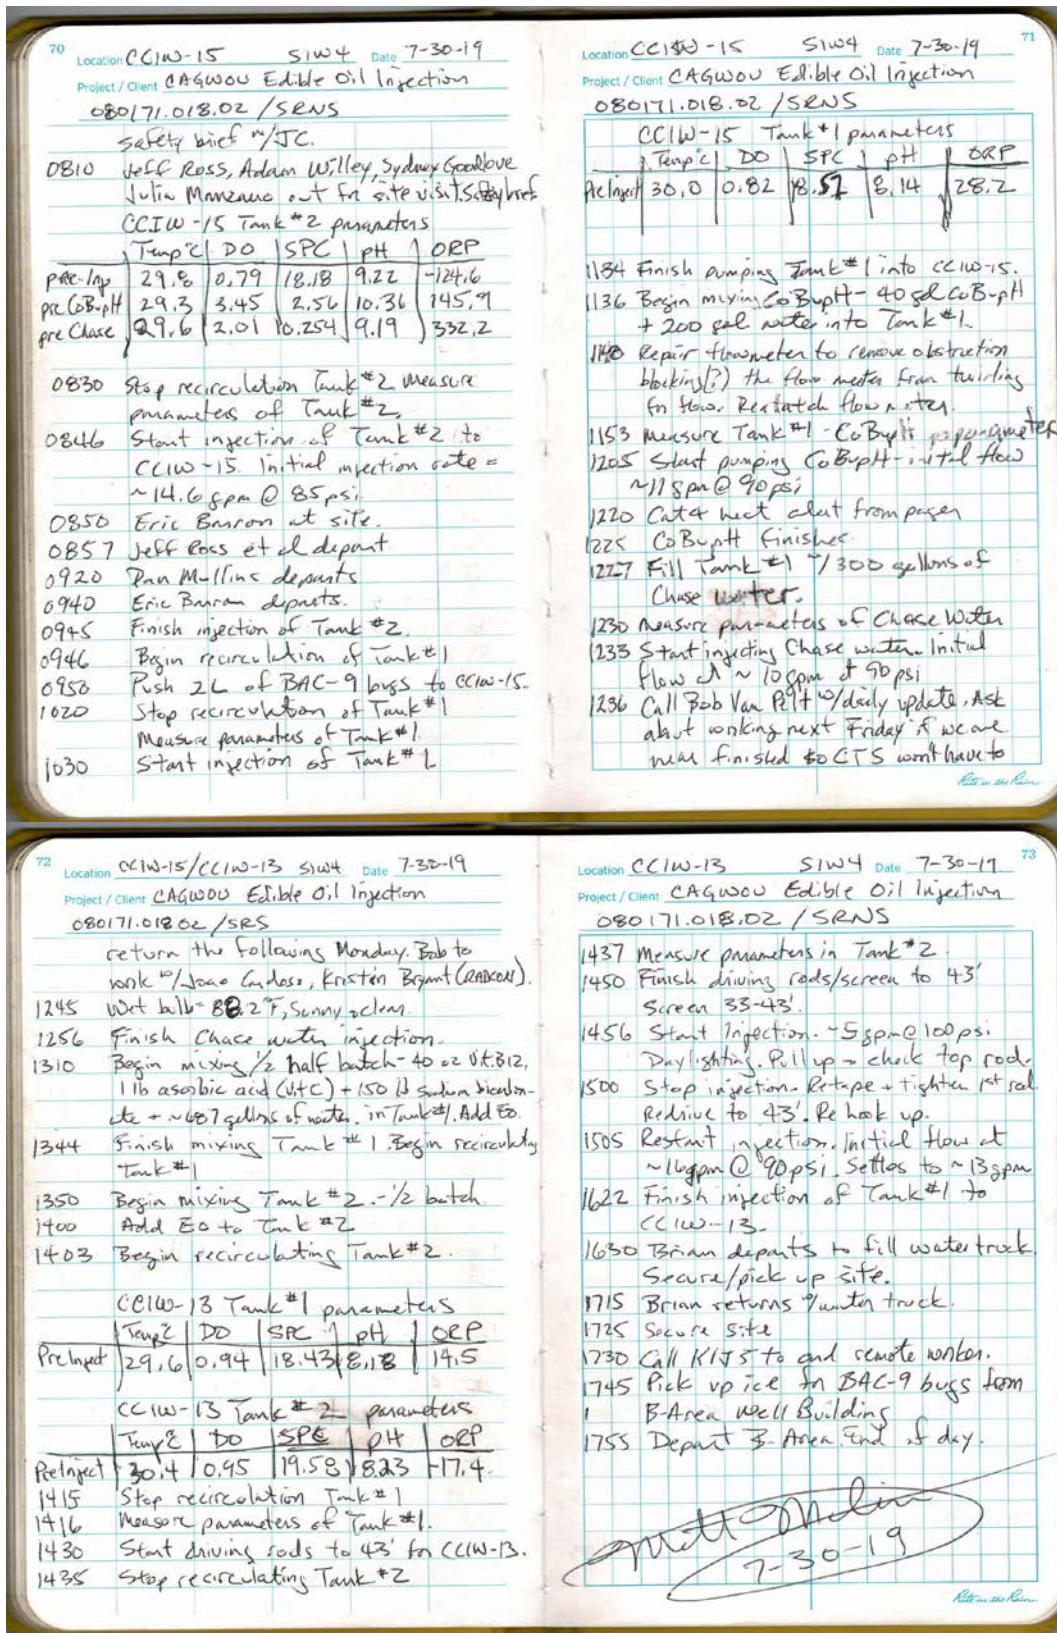 70
Location CCIW-15 SIW4 Date 7-30-19
Project / Client CAGWOU Edible Oil Injection
080171.018.02 /SRNS
safety brief w/JC.
0810 Jeff Ross, Adam Willey, Sydney Goodlove
Julia Manzano out for site visit. Safety brief
CCIW-15 Tank #2 parameters
Temp °C DO SPC pH ORP
pre-Inj 29.8 0.79 18.18 9.22 -124.6
pre CoBupH 29.3 3.45 2.56 10.36 145.9
pre Chase 29.6 2.01 0.254 9.19 332.2
0830 Stop recirculation Tank #2 measure
parameters of Tank #2.
0846 Start injection of Tank #2 to
CCIW-15. Initial injection rate =
~14.6 gpm @ 85 psi
0850 Eric Barron at site.
0857 Jeff Ross et al depart
0920 Dan Mullins departs
0940 Eric Barron departs.
0945 Finish injection of Tank #2.
0946 Begin recirculation of Tank #1
0950 Push 2L of BAC-9 bugs to CCIW-15.
1020 Stop recirculation of Tank #1
Measure parameters of Tank #1.
1030 Start injection of Tank #1.
71
Location CCIW-15 SIW4 Date 7-30-19
Project / Client CAGWOU Edible Oil Injection
080171.018.02 /SRNS
CCIW-15 Tank #1 parameters
Temp °C DO SPC pH ORP
Pre Inject 30.0 0.82 18.51 8.14 28.2
1134 Finish pumping Tank #1 into CCIW-15.
1136 Begin mixing CoBupH - 40 gal CoBupH
+ 200 gal water into Tank #1.
1140 Repair flowmeter to remove obstruction
blocking(?) the flow meter from twirling
for flow. Reattach flow meter.
1153 Measure Tank #1 - CoBupH parameter
1205 Start pumping CoBupH - initial flow
~11 gpm @ 90 psi
1220 Cat 4 heat alert from pager
1225 CoBupH finishes.
1227 Fill Tank #1 w/300 gallons of
Chase water.
1230 Measure parameters of Chase Water
1233 Start injecting Chase water. Initial
flow at ~10 gpm at 90 psi
1236 Call Bob Van Pelt w/daily update. Ask
about working next Friday if we are
near finished so CTS won't have to
Rite in the Rain
72
Location CCIW-15/CCIW-13 SIW4 Date 7-30-19
Project / Client CAGWOU Edible Oil Injection
080171.018.02 /SRS
return the following Monday. Bob to
work w/Joao Cardoso, Kristen Bryant (RADCON).
1245 Wet bulb = 88.2°F, Sunny & clear.
1256 Finish Chase water injection.
1310 Begin mixing 1/2 half batch - 40 oz Vit. B12,
1 lb ascorbic acid (Vit C) + 150 lb sodium bicarbon-
ate + ~687 gallons of water. in Tank #1. Add EO.
1344 Finish mixing Tank #1. Begin recirculating
Tank #1
1350 Begin mixing Tank #2. - 1/2 batch.
1400 Add EO to Tank #2
1403 Begin recirculating Tank #2.
CCIW-13 Tank #1 parameters
Temp °C DO SPC pH ORP
Pre Inject 29.6 0.94 18.43 8.18 14.5
CCIW-13 Tank #2 parameters
Temp °C DO SPC pH ORP
Pre Inject 30.4 0.95 19.58 8.23 -17.4
1415 Stop recirculation Tank #1
1416 Measure parameters of Tank #1.
1430 Start driving rods to 43' for CCIW-13.
1435 Stop recirculating Tank #2
73
Location CCIW-13 SIW4 Date 7-30-19
Project / Client CAGWOU Edible Oil Injection
080171.018.02 /SRNS
1437 Measure parameters in Tank #2.
1450 Finish driving rods/screen to 43'
Screen 33-43'.
1456 Start Injection. ~5 gpm @ 100 psi
Daylighting. Pull up & check top rod.
1500 Stop injection. Retape + tighten 1st rod
Redrive to 43'. Re hook up.
1505 Restart injection. Initial flow at
~16 gpm @ 90 psi. Settles to ~13 gpm
1622 Finish injection of Tank #1 to
CCIW-13.
1630 Brian departs to fill water truck
Secure/pick up site.
1715 Brian returns w/water truck.
1725 Secure site
1730 Call KIJ5 to end remote worker.
1745 Pick up ice for BAC-9 bugs from
B-Area Well Building
1755 Depart B-Area. End of day.
7-30-19
Rite in the Rain